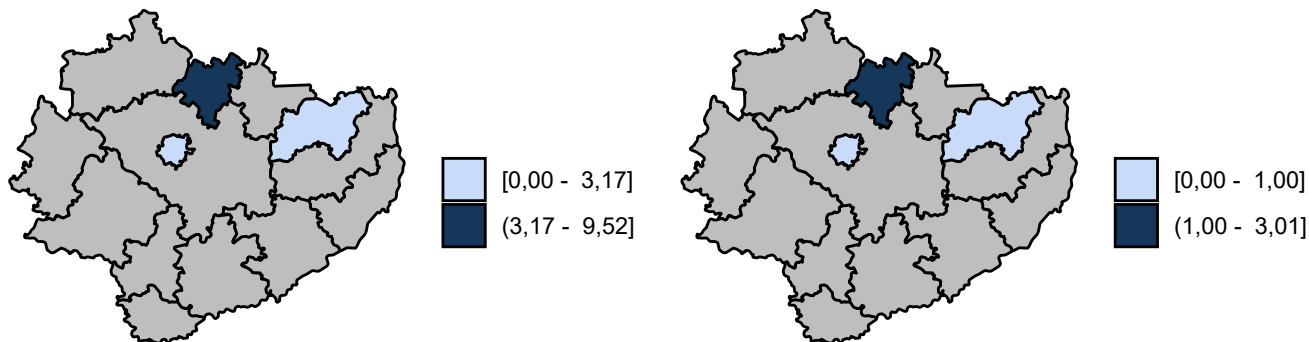 [0,00 - 3,17]
(3,17 - 9,52]
[0,00 - 1,00]
(1,00 - 3,01]